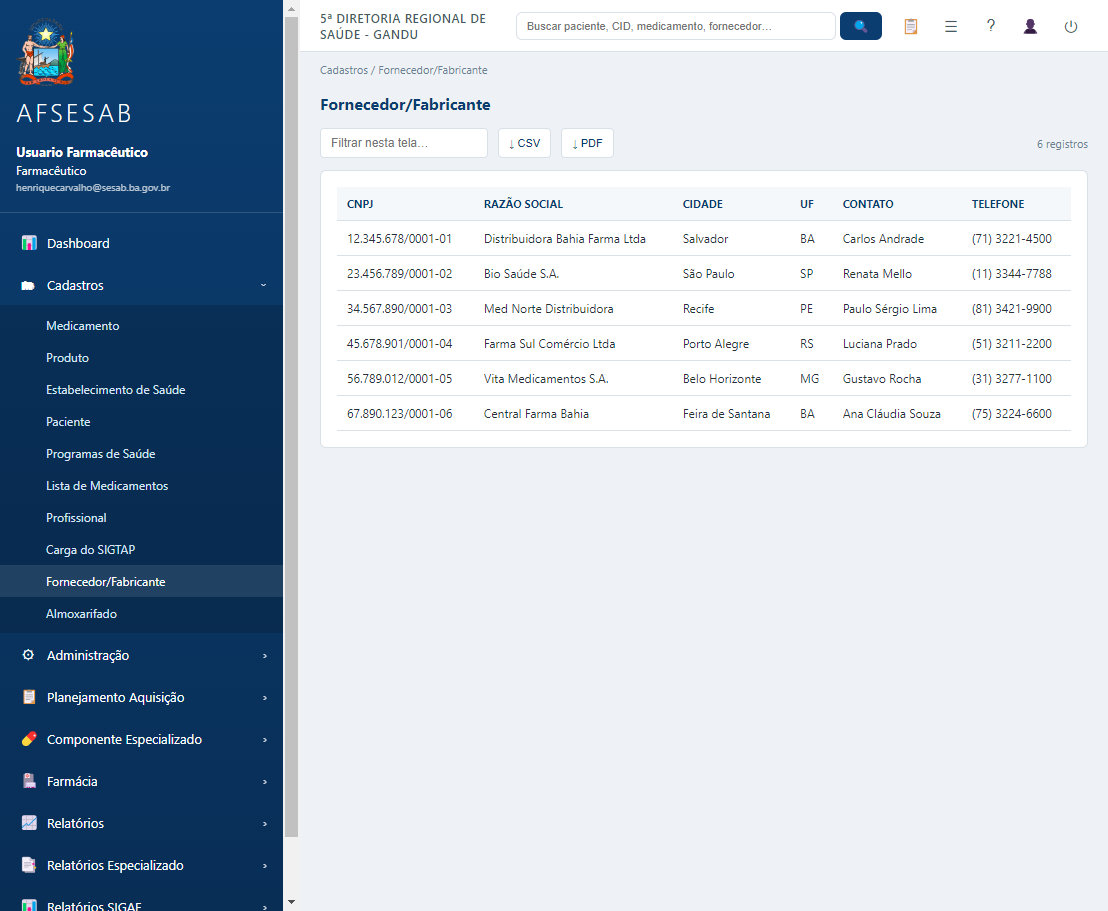 AFSESAB
Usuario Farmacêutico
Farmacêutico
henriquecarvalho@sesab.ba.gov.br
Dashboard
Cadastros
Medicamento
Produto
Estabelecimento de Saúde
Paciente
Programas de Saúde
Lista de Medicamentos
Profissional
Carga do SIGTAP
Fornecedor/Fabricante
Almoxarifado
Administração
Planejamento Aquisição
Componente Especializado
Farmácia
Relatórios
Relatórios Especializado
Relatórios SIGAF
5ª DIRETORIA REGIONAL DE
SAÚDE - GANDU
Buscar paciente, CID, medicamento, fornecedor...
?
Cadastros / Fornecedor/Fabricante
Fornecedor/Fabricante
Filtrar nesta tela...
↓ CSV
↓ PDF
6 registros
CNPJ RAZÃO SOCIAL CIDADE UF CONTATO TELEFONE
12.345.678/0001-01 Distribuidora Bahia Farma Ltda Salvador BA Carlos Andrade (71) 3221-4500
23.456.789/0001-02 Bio Saúde S.A. São Paulo SP Renata Mello (11) 3344-7788
34.567.890/0001-03 Med Norte Distribuidora Recife PE Paulo Sérgio Lima (81) 3421-9900
45.678.901/0001-04 Farma Sul Comércio Ltda Porto Alegre RS Luciana Prado (51) 3211-2200
56.789.012/0001-05 Vita Medicamentos S.A. Belo Horizonte MG Gustavo Rocha (31) 3277-1100
67.890.123/0001-06 Central Farma Bahia Feira de Santana BA Ana Cláudia Souza (75) 3224-6600